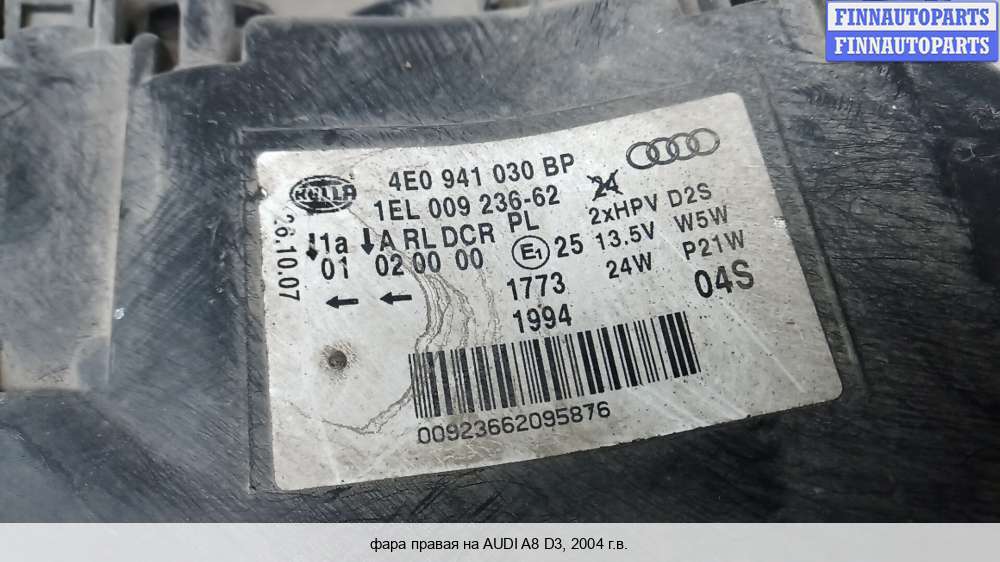 FINNAUTOPARTS
FINNAUTOPARTS
HELLA
4E0 941 030 BP
1EL 009 236-62
26.10.07
1a A RL DCR PL
01 02 00 00
E1 25
1773
1994
24
2xHPV D2S
13.5V W5W
24W P21W
04S
00923662095876
фара правая на AUDI A8 D3, 2004 г.в.